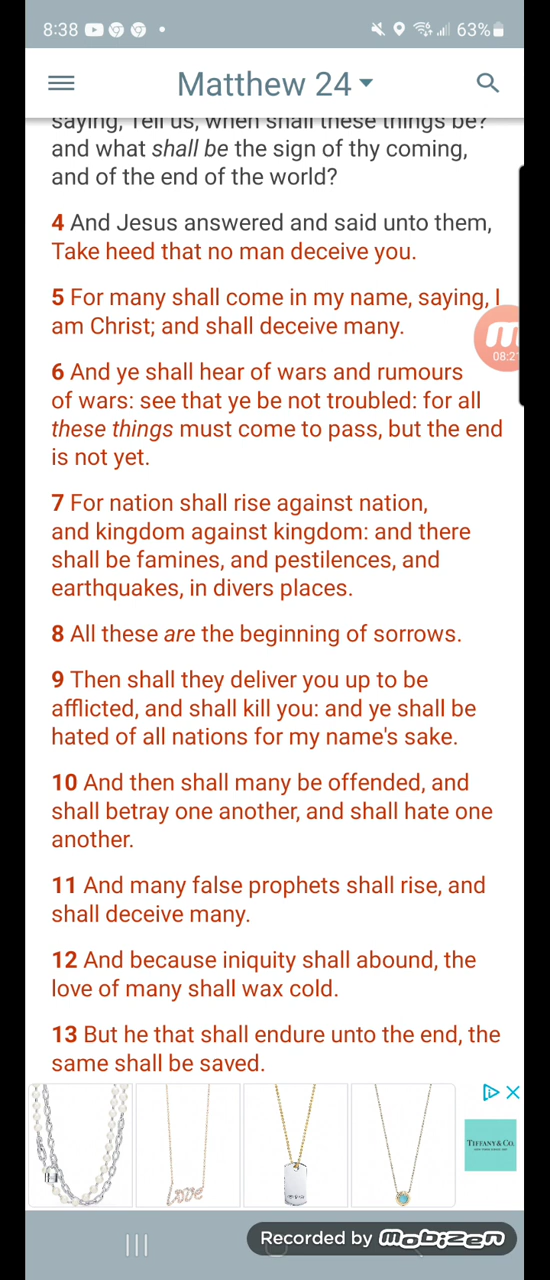 8:38
63%
Matthew 24
saying, Tell us, when shall these things be?
and what shall be the sign of thy coming,
and of the end of the world?
4 And Jesus answered and said unto them,
Take heed that no man deceive you.
5 For many shall come in my name, saying, I
am Christ; and shall deceive many.
08:2
6 And ye shall hear of wars and rumours
of wars: see that ye be not troubled: for all
these things must come to pass, but the end
is not yet.
7 For nation shall rise against nation,
and kingdom against kingdom: and there
shall be famines, and pestilences, and
earthquakes, in divers places.
8 All these are the beginning of sorrows.
9 Then shall they deliver you up to be
afflicted, and shall kill you: and ye shall be
hated of all nations for my name's sake.
10 And then shall many be offended, and
shall betray one another, and shall hate one
another.
11 And many false prophets shall rise, and
shall deceive many.
12 And because iniquity shall abound, the
love of many shall wax cold.
13 But he that shall endure unto the end, the
same shall be saved.
Love
TIFFANY & CO.
Recorded by Mobizen